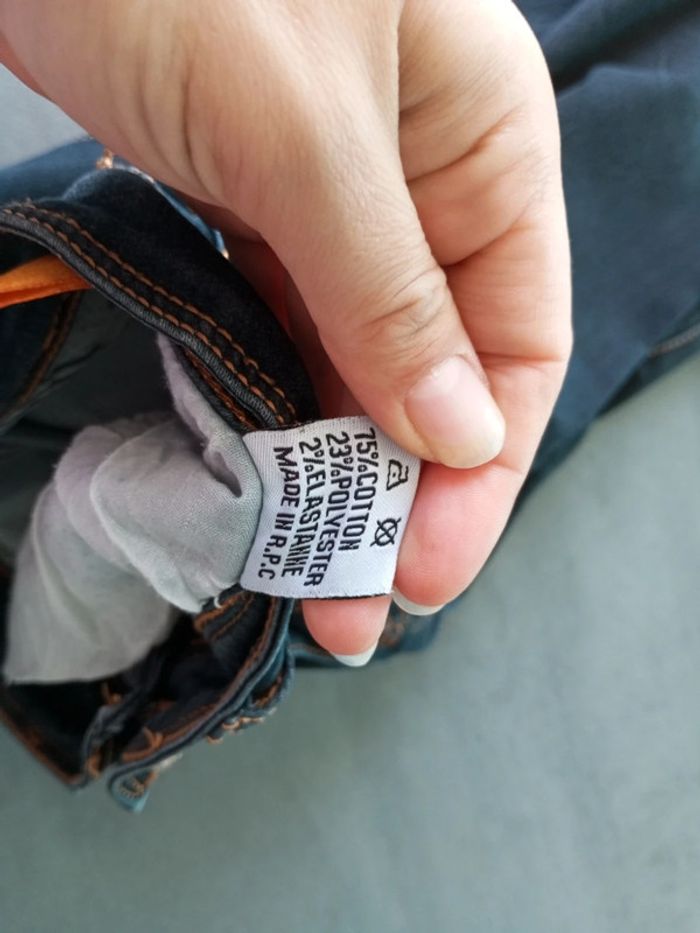 75%COTTON
23%POLYESTER
2%ELASTANNE
MADE IN R.P.C